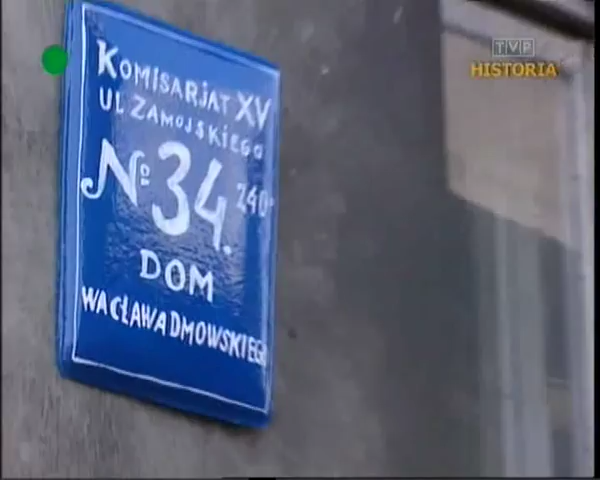 TVP
HISTORIA
KOMISARJAT XV
UL ZAMOJSKIEGO
№ 34. 240
DOM
WACŁAWA DMOWSKIEGO